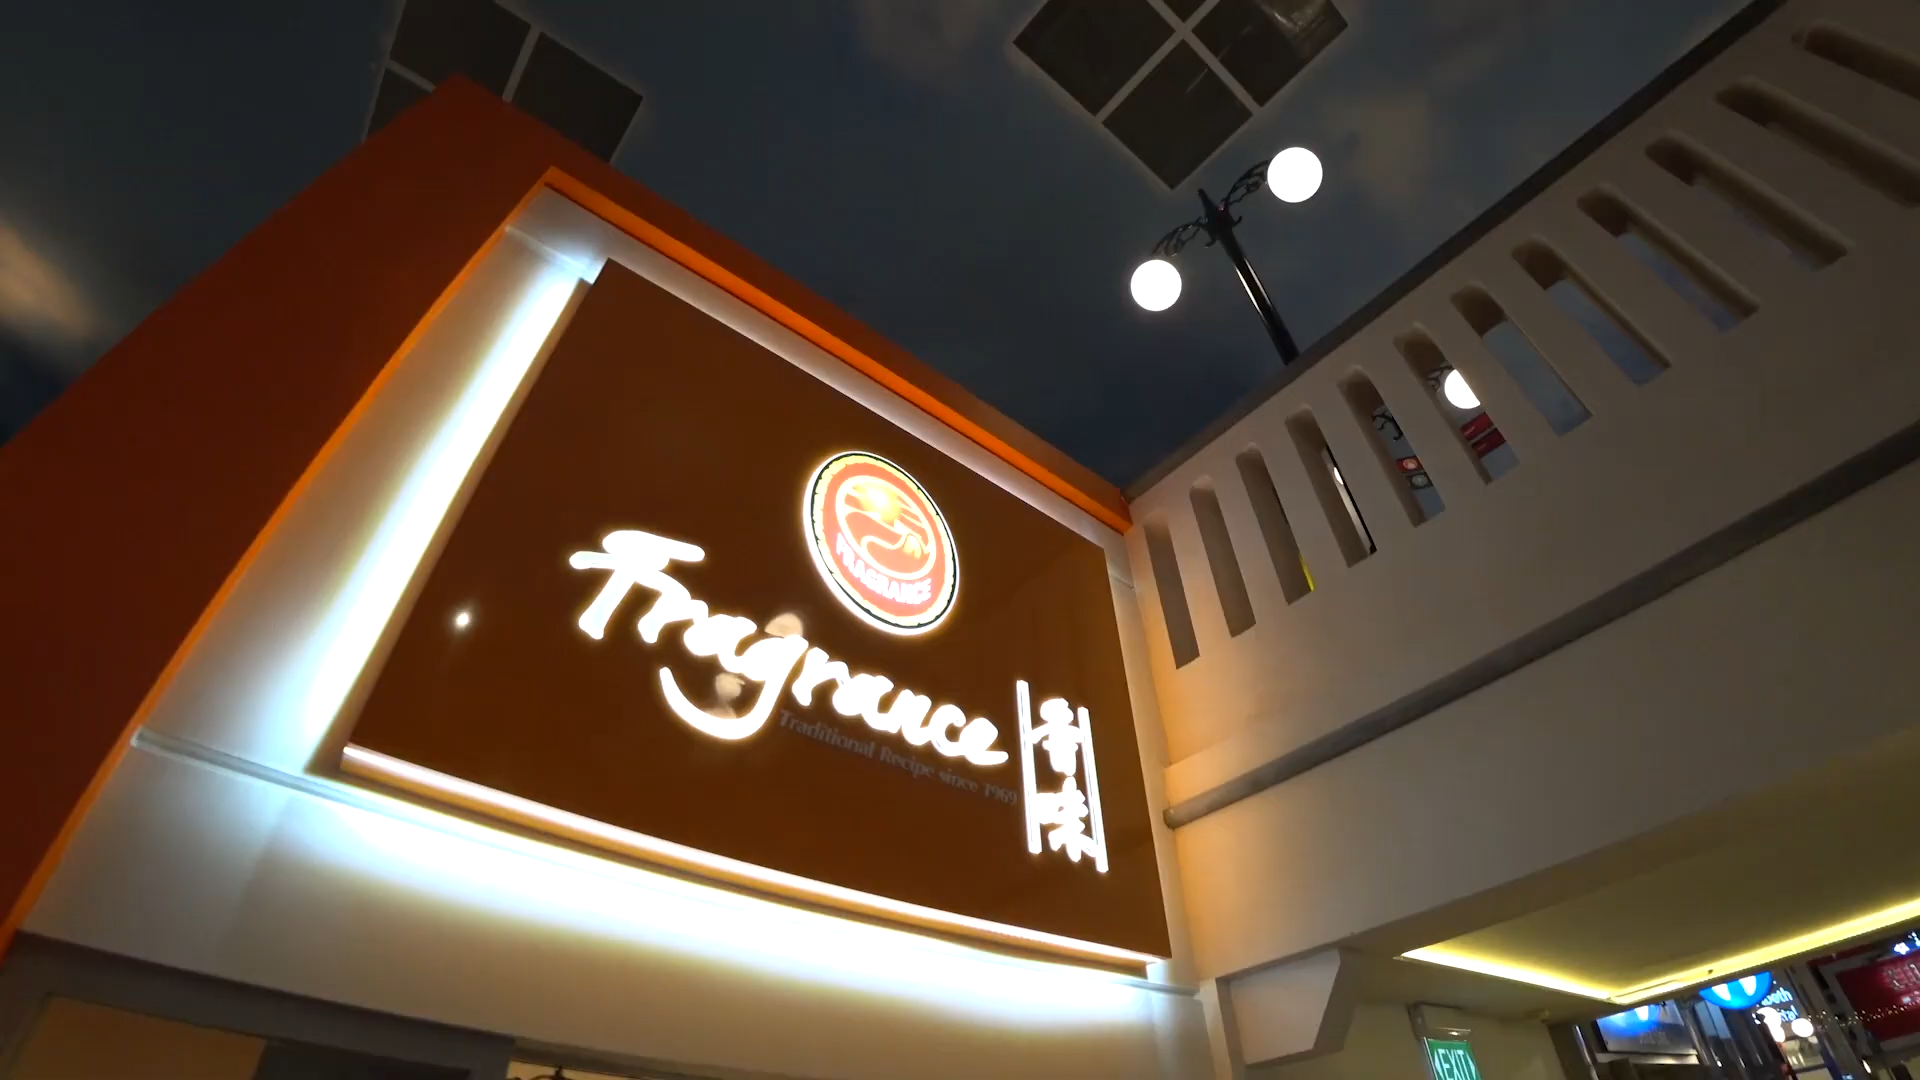 FRAGRANCE
Fragrance
Traditional Recipe since 1969
香味
EXIT